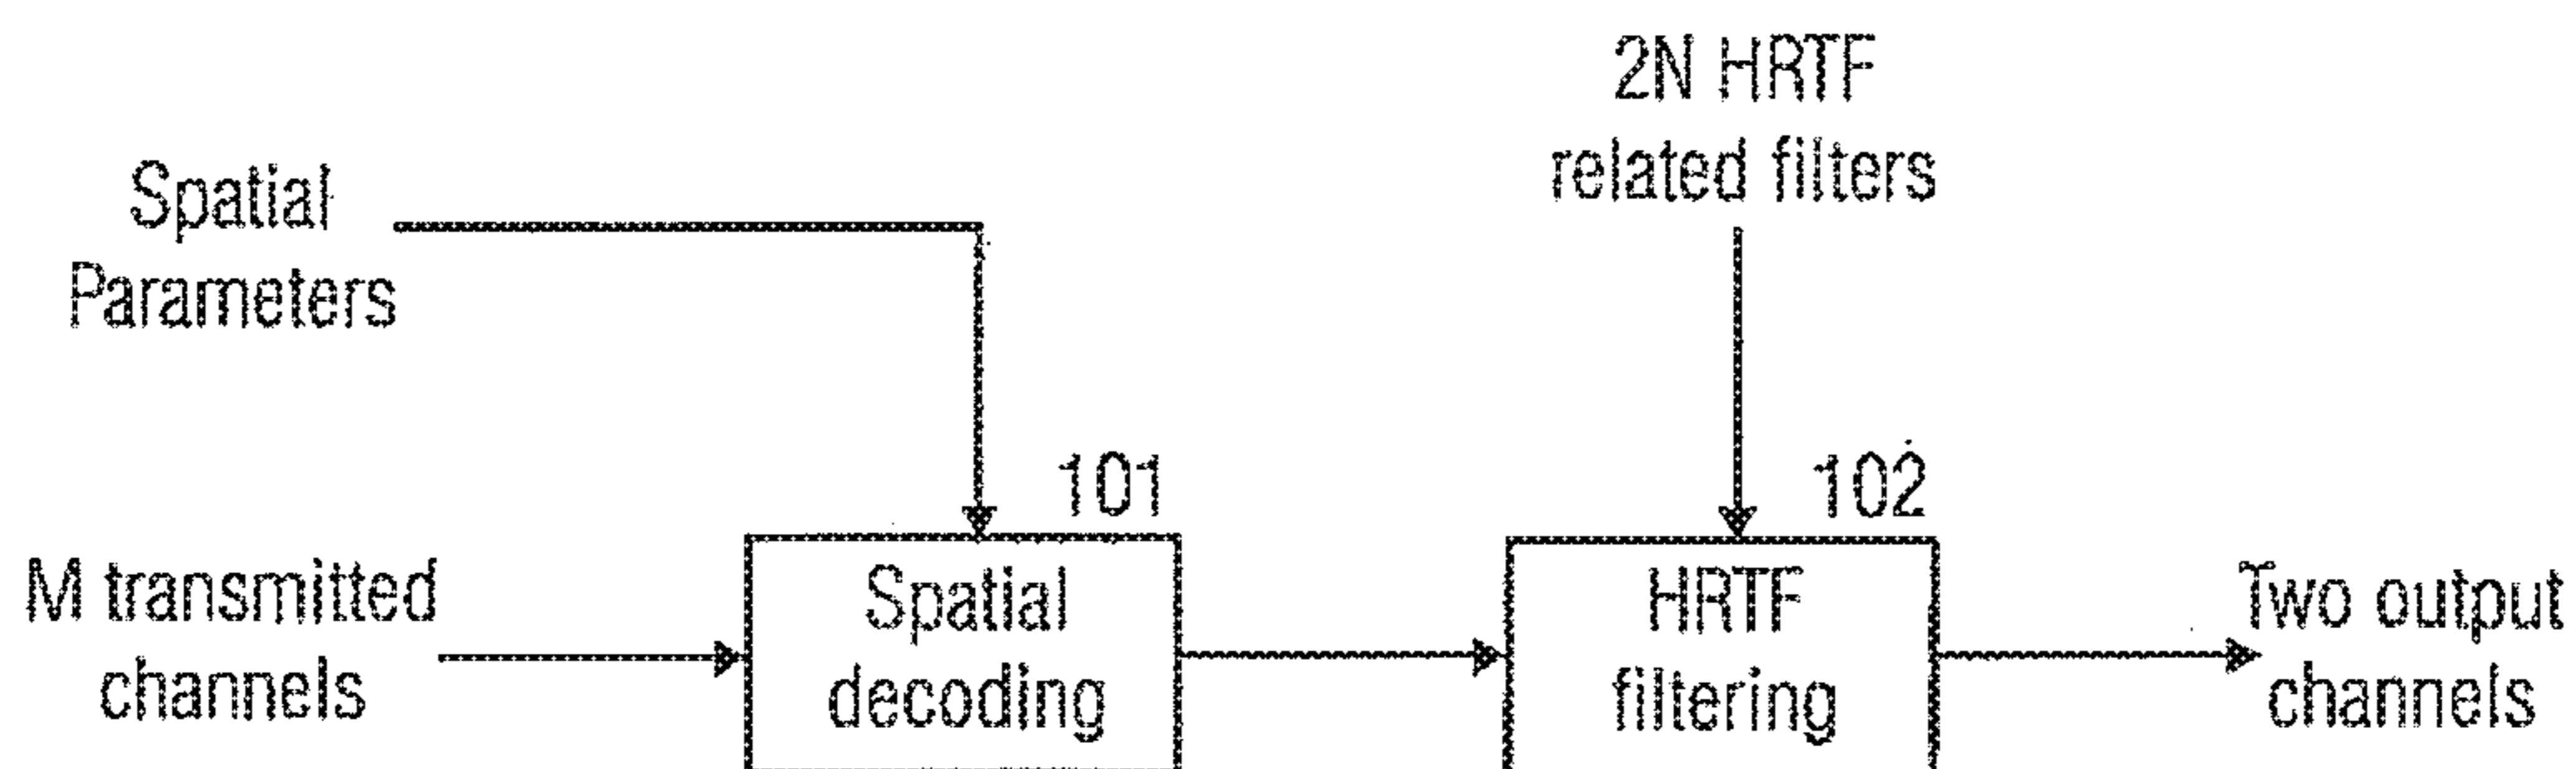 2N HRTF
related filters
Spatial
Parameters
101
102
M transmitted
channels
Spatial
decoding
HRTF
filtering
Two output
channels